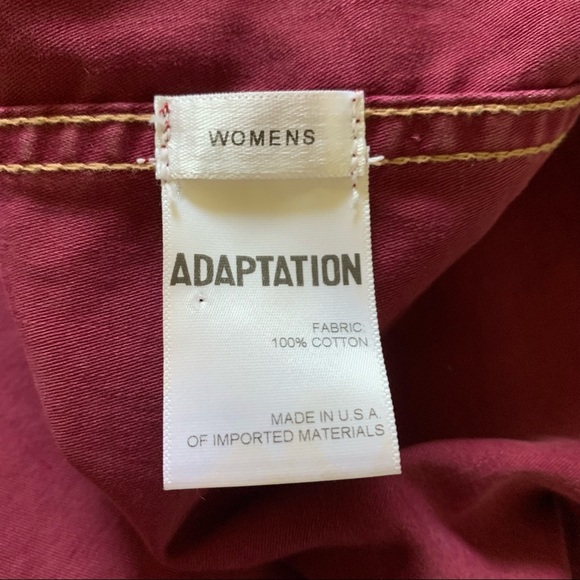 WOMENS
ADAPTATION
FABRIC:
100% COTTON
MADE IN U.S.A.
OF IMPORTED MATERIALS